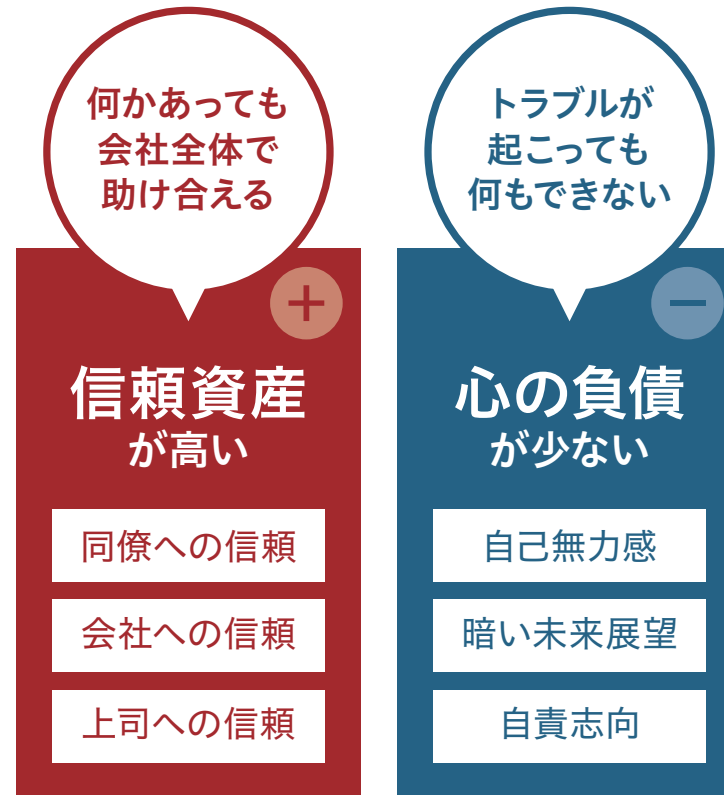 何かあっても
会社全体で
助け合える
＋
信頼資産
が高い
同僚への信頼
会社への信頼
上司への信頼
トラブルが
起こっても
何もできない
－
心の負債
が少ない
自己無力感
暗い未来展望
自責志向